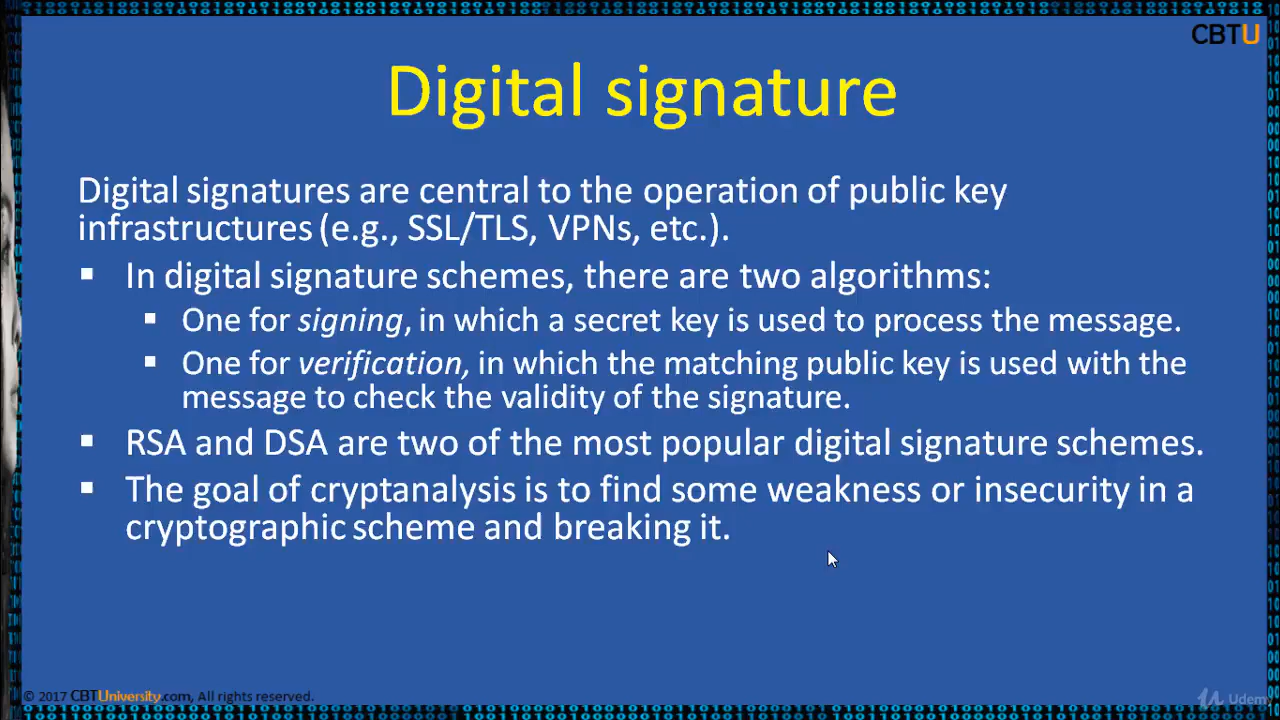 CBTU
Digital signature
Digital signatures are central to the operation of public key
infrastructures (e.g., SSL/TLS, VPNs, etc.).
▪ In digital signature schemes, there are two algorithms:
▪ One for signing, in which a secret key is used to process the message.
▪ One for verification, in which the matching public key is used with the
message to check the validity of the signature.
▪ RSA and DSA are two of the most popular digital signature schemes.
▪ The goal of cryptanalysis is to find some weakness or insecurity in a
cryptographic scheme and breaking it.
© 2017 CBTUniversity.com, All rights reserved.
Udemy